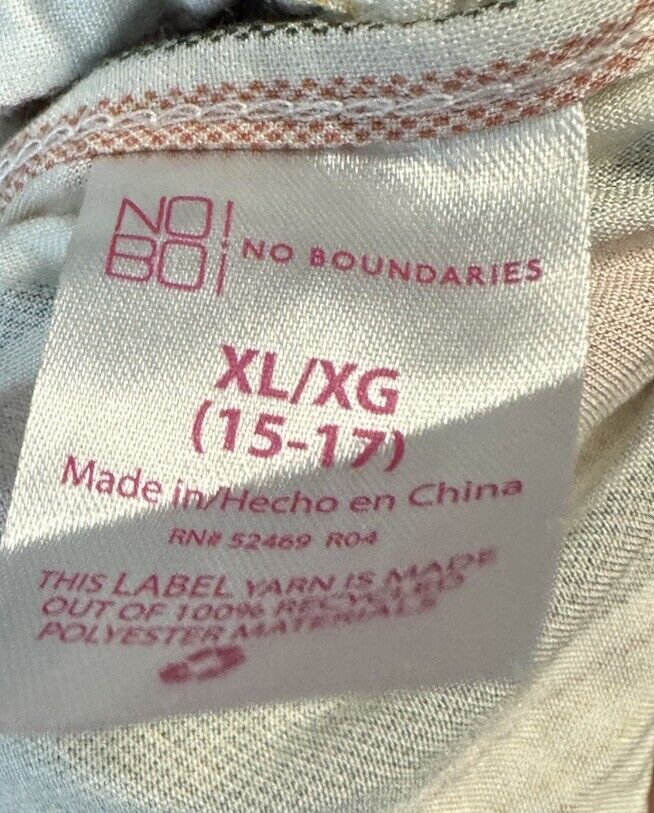 NO
BO
NO BOUNDARIES
XL/XG
(15-17)
Made in/Hecho en China
RN# 52469 R04
THIS LABEL YARN IS MADE
OUT OF 100% RECYCLED
POLYESTER MATERIALS